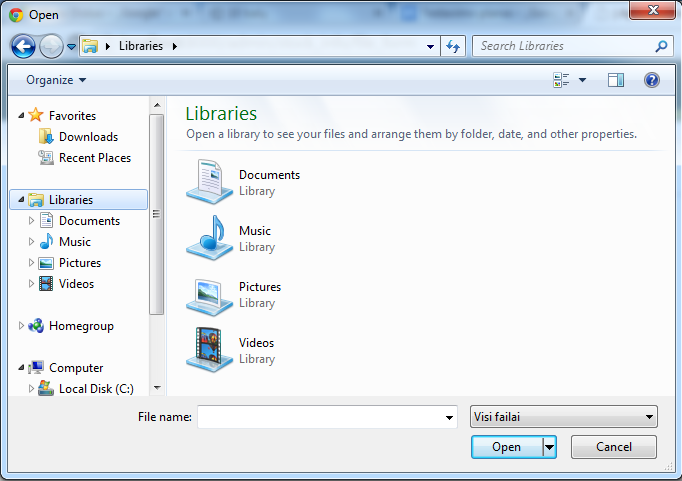 Open
Libraries
Search Libraries
Organize
Favorites
Downloads
Recent Places
Libraries
Documents
Music
Pictures
Videos
Homegroup
Computer
Local Disk (C:)
Libraries
Open a library to see your files and arrange them by folder, date, and other properties.
Documents
Library
Music
Library
Pictures
Library
Videos
Library
File name:
Visi failai
Open
Cancel